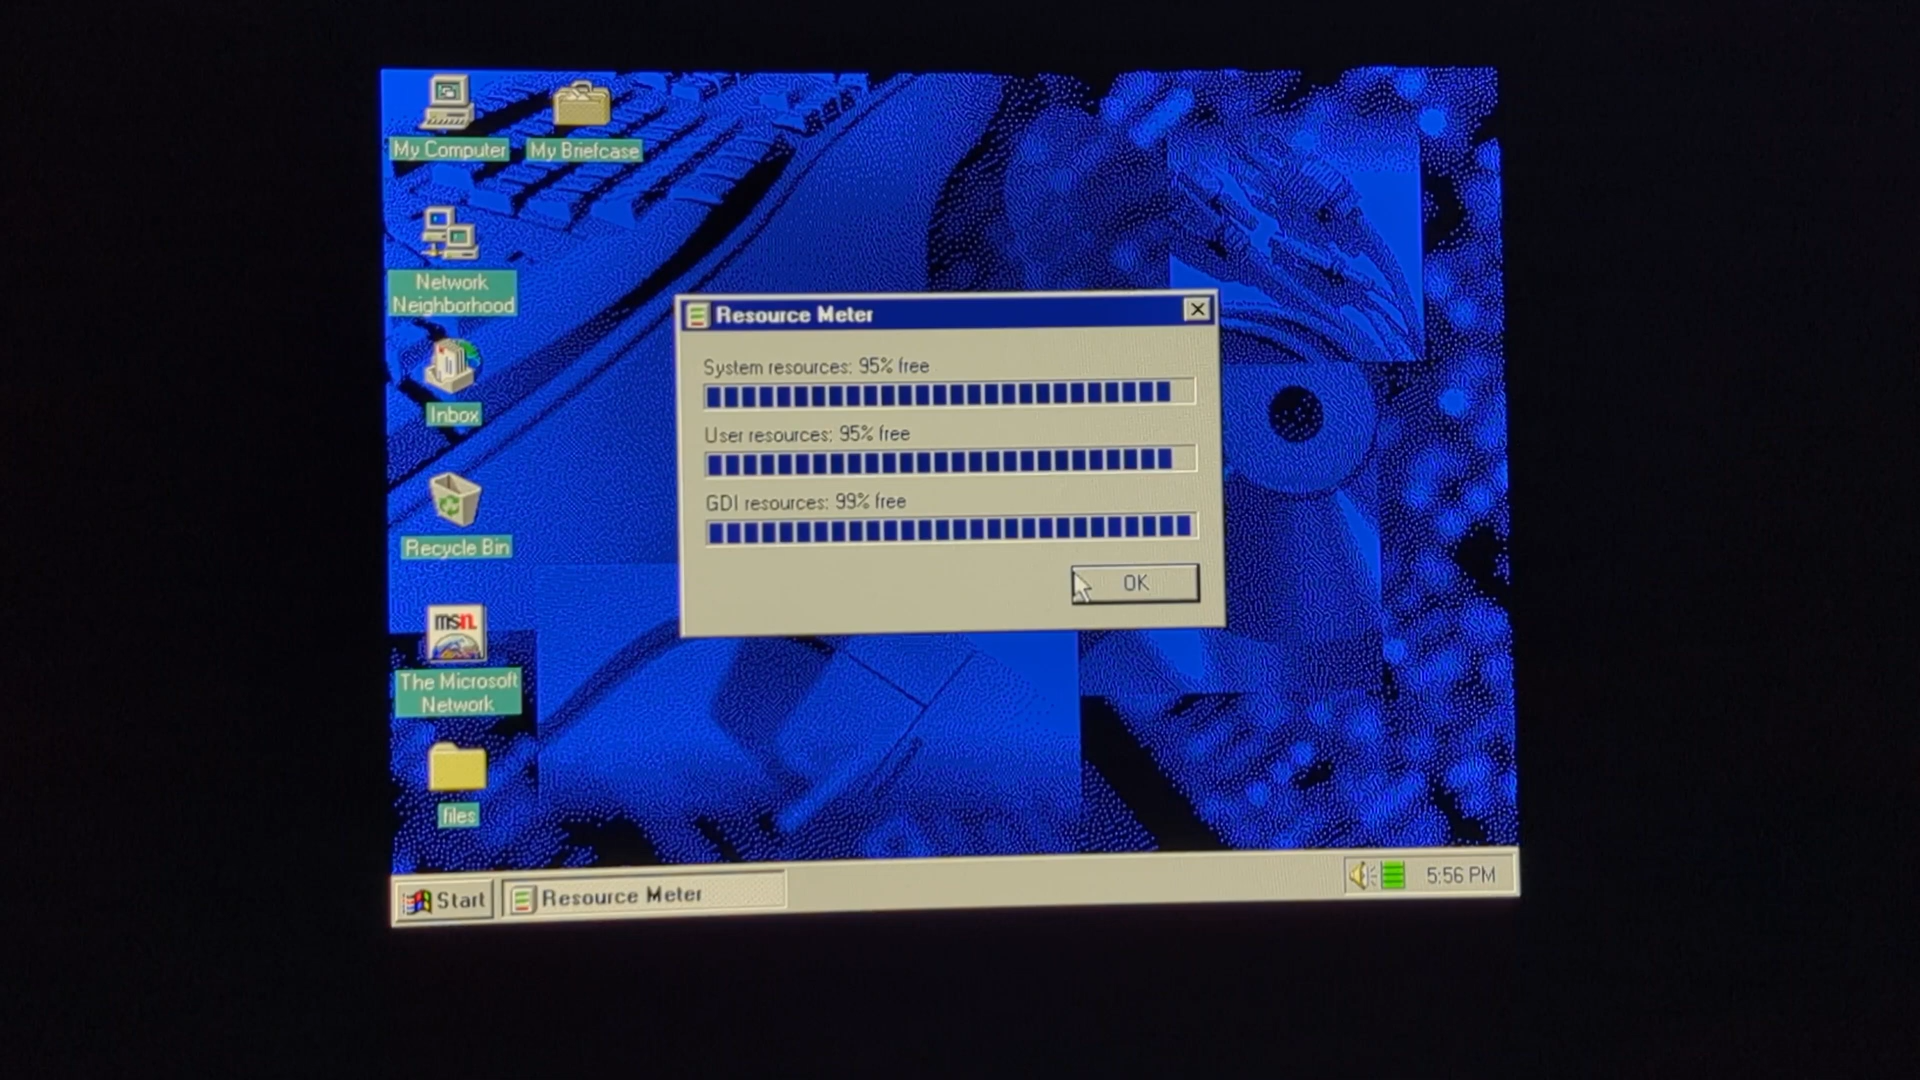 My Computer
My Briefcase
Network
Neighborhood
Inbox
Recycle Bin
msn.
The Microsoft
Network
files
Resource Meter
System resources: 95% free
User resources: 95% free
GDI resources: 99% free
OK
Start
Resource Meter
5:56 PM